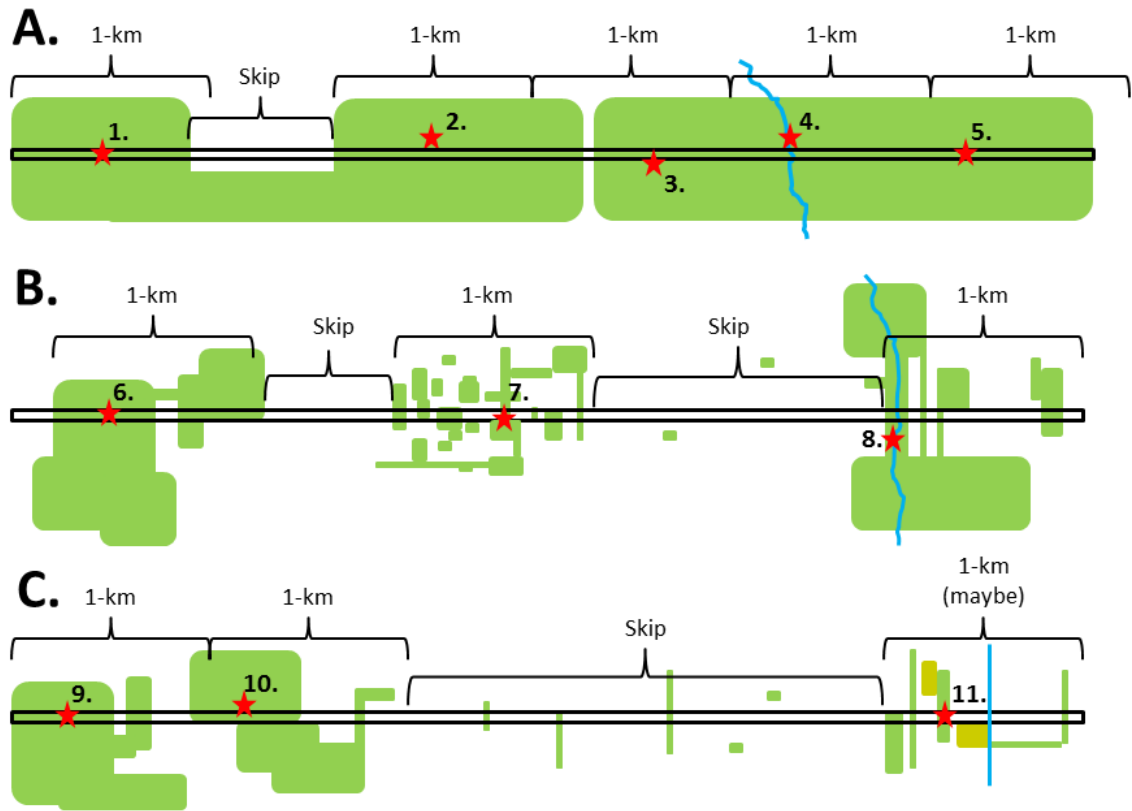 A.
1-km
1-km
1-km
1-km
1-km
Skip
1.
2.
3.
4.
5.
B.
1-km
Skip
1-km
Skip
1-km
6.
7.
8.
C.
1-km
1-km
Skip
1-km
(maybe)
9.
10.
11.